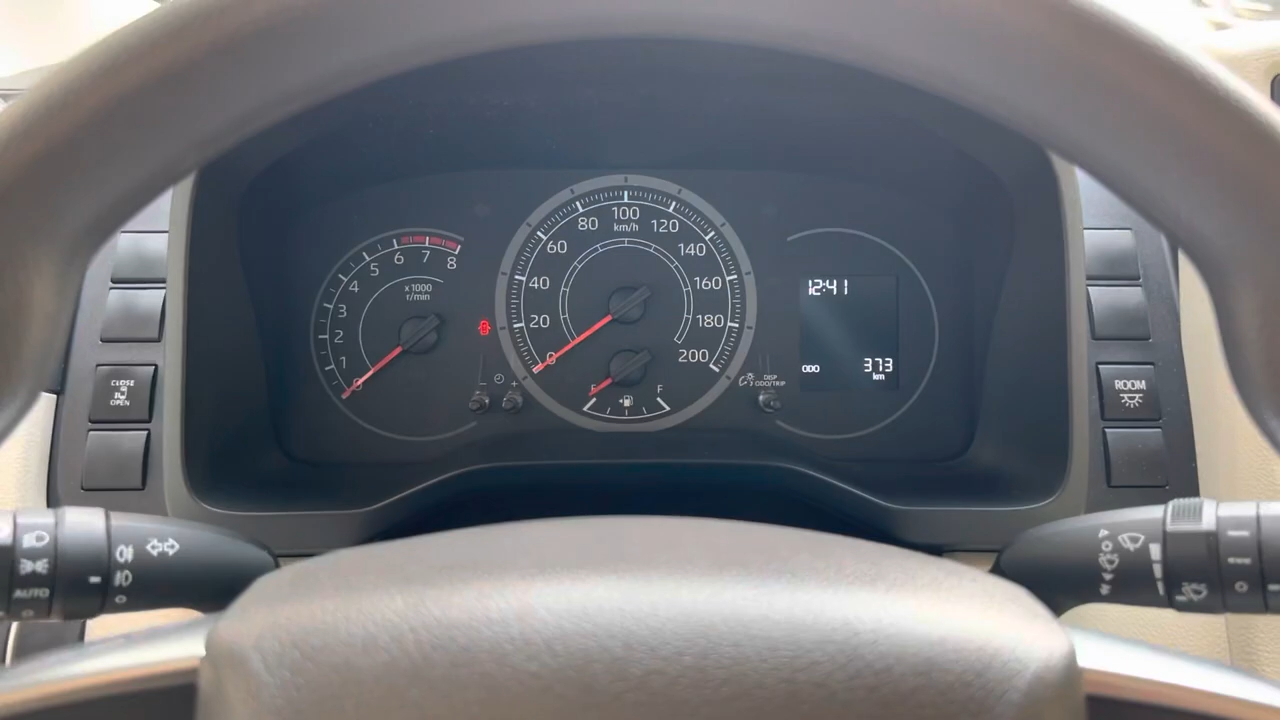 x1000
r/min
0
1
2
3
4
5
6
7
8
km/h
0
20
40
60
80
100
120
140
160
180
200
E
F
- +
DISP
ODO/TRIP
12:41
ODO
373
km
CLOSE
OPEN
ROOM
AUTO